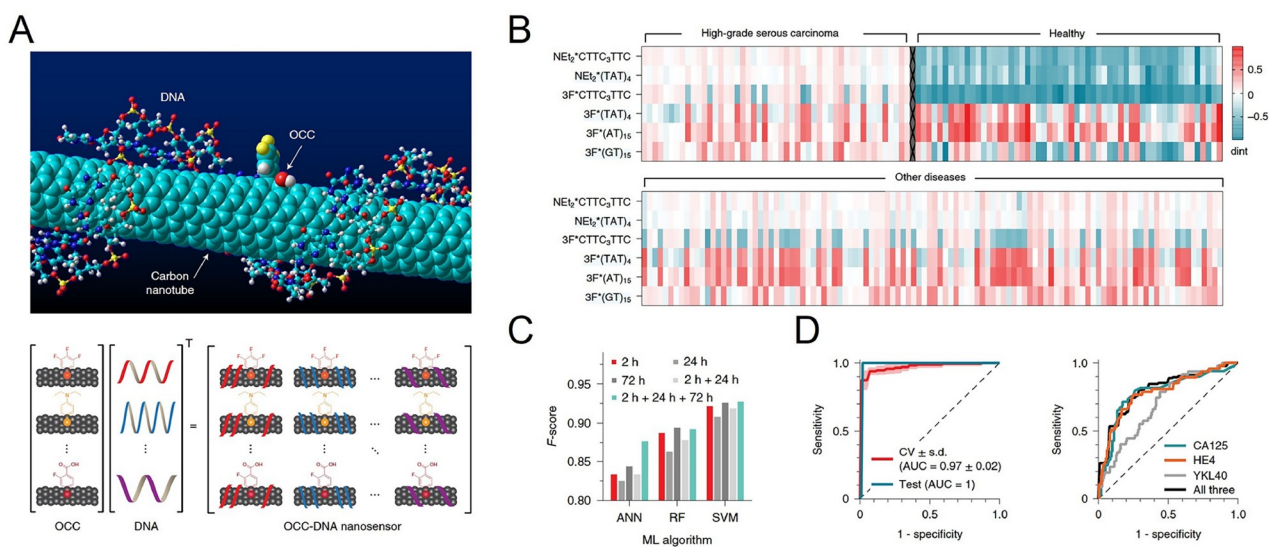 A
DNA
OCC
Carbon
nanotube
T
F
F
F
N
O
OH
F
=
OCC
DNA
OCC-DNA nanosensor
B
High-grade serous carcinoma
Healthy
NEt₂*CTTC₃TTC
NEt₂*(TAT)₄
3F*CTTC₃TTC
3F*(TAT)₄
3F*(AT)₁₅
3F*(GT)₁₅
0.5
0
-0.5
dint
Other diseases
NEt₂*CTTC₃TTC
NEt₂*(TAT)₄
3F*CTTC₃TTC
3F*(TAT)₄
3F*(AT)₁₅
3F*(GT)₁₅
C
2 h
24 h
72 h
2 h + 24 h
2 h + 24 h + 72 h
F-score
0.95
0.90
0.85
0.80
ANN
RF
SVM
ML algorithm
D
Sensitivity
1.0
0.5
0
CV ± s.d.
(AUC = 0.97 ± 0.02)
Test (AUC = 1)
0
0.5
1.0
1 - specificity
Sensitivity
1.0
0.5
0
CA125
HE4
YKL40
All three
0
0.5
1.0
1 - specificity